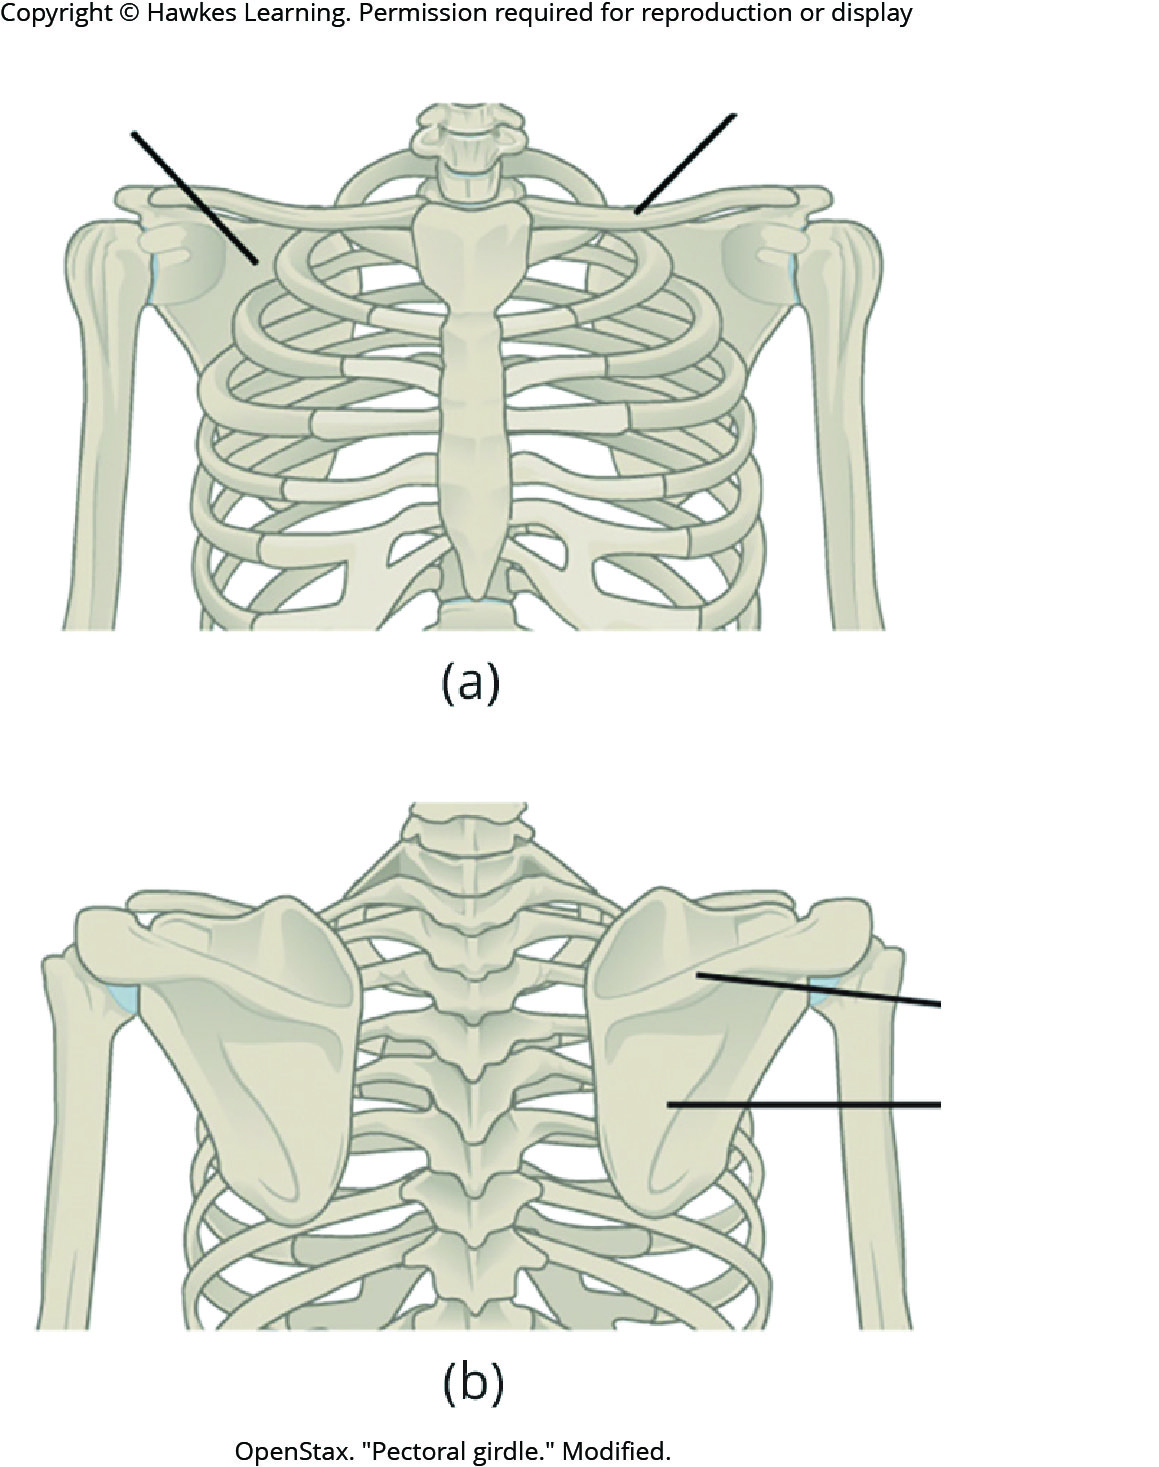 Copyright © Hawkes Learning. Permission required for reproduction or display
(a)
(b)
OpenStax. "Pectoral girdle." Modified.